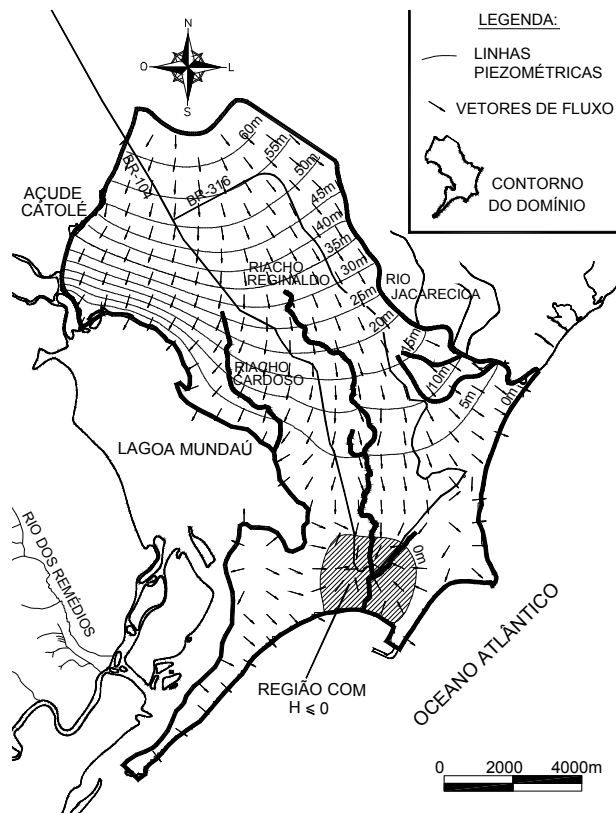 LEGENDA:
LINHAS
PIEZOMÉTRICAS
VETORES DE FLUXO
CONTORNO
DO DOMÍNIO
N
O
L
S
60m
55m
50m
45m
40m
35m
30m
25m
20m
15m
10m
5m
0m
BR-104
BR-316
AÇUDE
CATOLÉ
RIACHO
REGINALDO
RIO
JACARECICA
RIACHO
CARDOSO
LAGOA MUNDAÚ
RIO DOS REMÉDIOS
0m
REGIÃO COM
H ⩽ 0
OCEANO ATLÂNTICO
0 2000 4000m